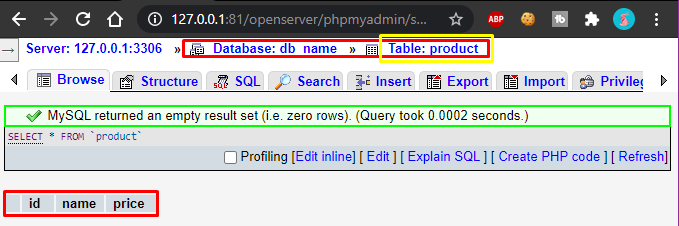 127.0.0.1:81/openserver/phpmyadmin/s...
ABP
Server: 127.0.0.1:3306 » Database: db_name » Table: product
Browse Structure SQL Search Insert Export Import Privileg
MySQL returned an empty result set (i.e. zero rows). (Query took 0.0002 seconds.)
SELECT * FROM `product`
Profiling [Edit inline] [ Edit ] [ Explain SQL ] [ Create PHP code ] [ Refresh]
id name price